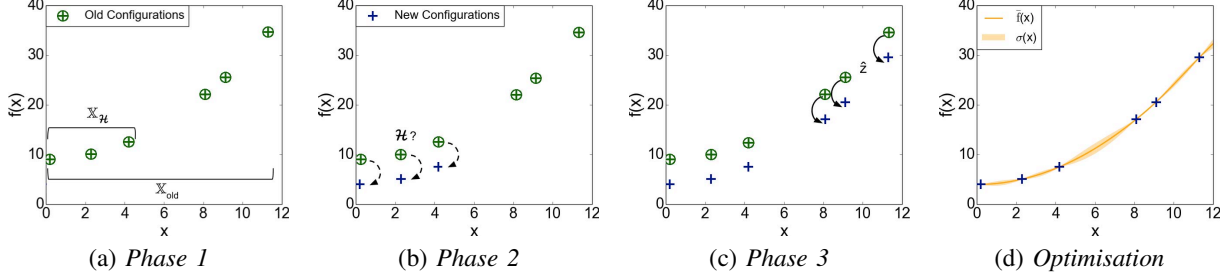 f(x)
40
30
20
10
0
0 2 4 6 8 10 12
x
Old Configurations
𝕏_ℋ
𝕏_old
(a) Phase 1
f(x)
40
30
20
10
0
0 2 4 6 8 10 12
x
New Configurations
ℋ?
(b) Phase 2
f(x)
40
30
20
10
0
0 2 4 6 8 10 12
x
ẑ
(c) Phase 3
f(x)
40
30
20
10
0
0 2 4 6 8 10 12
x
f̄(x)
σ(x)
(d) Optimisation